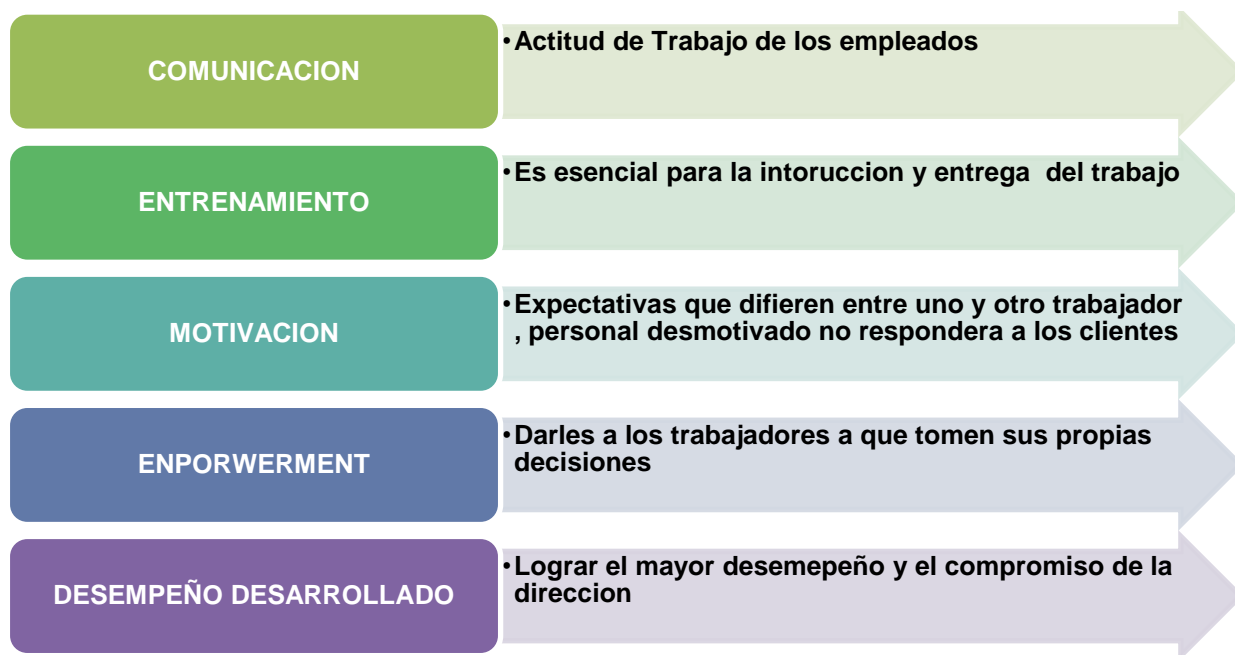 COMUNICACION
•Actitud de Trabajo de los empleados
ENTRENAMIENTO
•Es esencial para la intoruccion y entrega del trabajo
MOTIVACION
•Expectativas que difieren entre uno y otro trabajador
, personal desmotivado no respondera a los clientes
ENPORWERMENT
•Darles a los trabajadores a que tomen sus propias
decisiones
DESEMPEÑO DESARROLLADO
•Lograr el mayor desemepeño y el compromiso de la
direccion